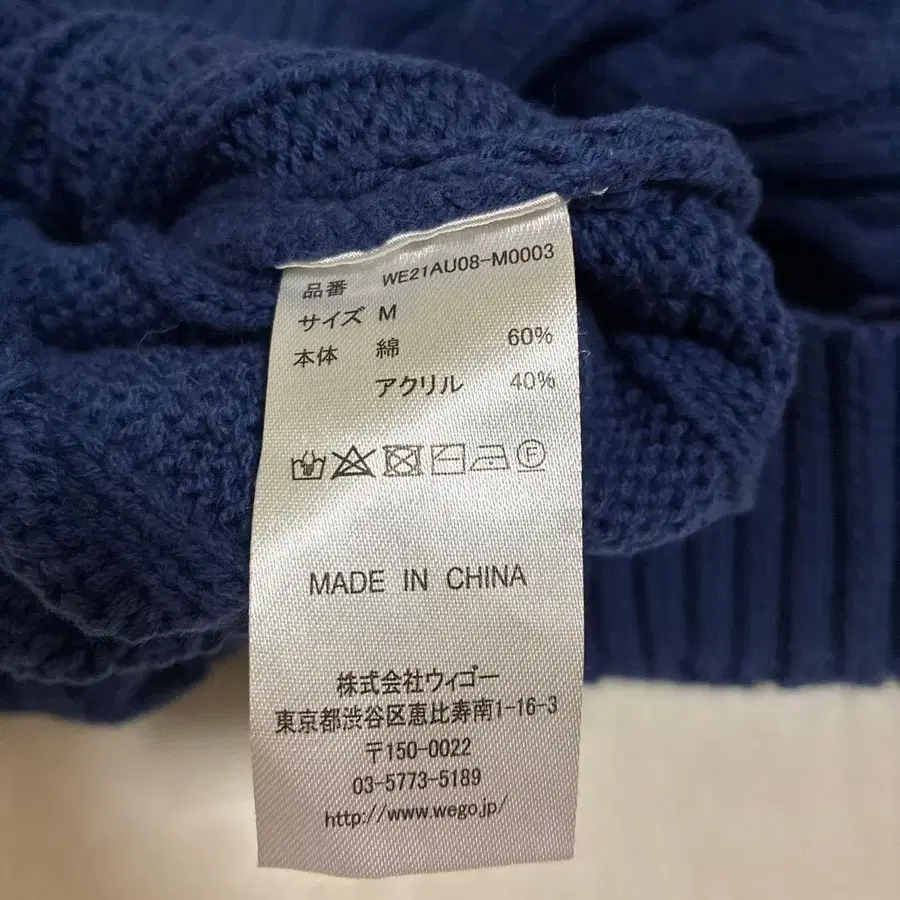 品番 WE21AU08-M0003
サイズ M
本体 綿 60%
アクリル 40%
F
MADE IN CHINA
株式会社ウィゴー
東京都渋谷区恵比寿南1-16-3
〒150-0022
03-5773-5189
http://www.wego.jp/